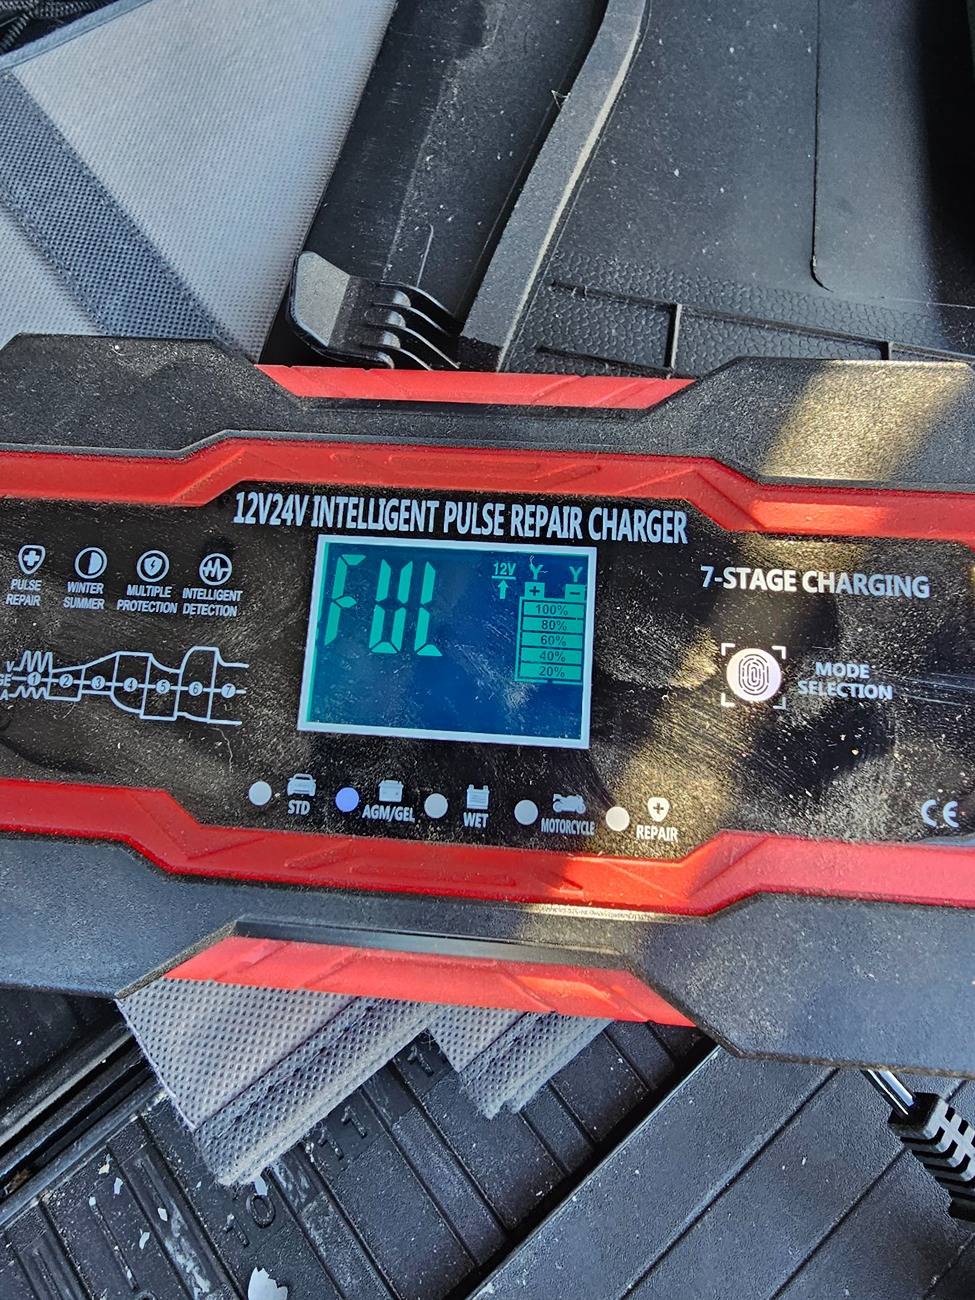 12V24V INTELLIGENT PULSE REPAIR CHARGER
PULSE REPAIR
WINTER SUMMER
MULTIPLE PROTECTION
INTELLIGENT DETECTION
FUL
12V
+ -
100%
80%
60%
40%
20%
7-STAGE CHARGING
MODE
SELECTION
V
1 2 3 4 5 6 7
A
STD
AGM/GEL
WET
MOTORCYCLE
REPAIR
CE
11
10